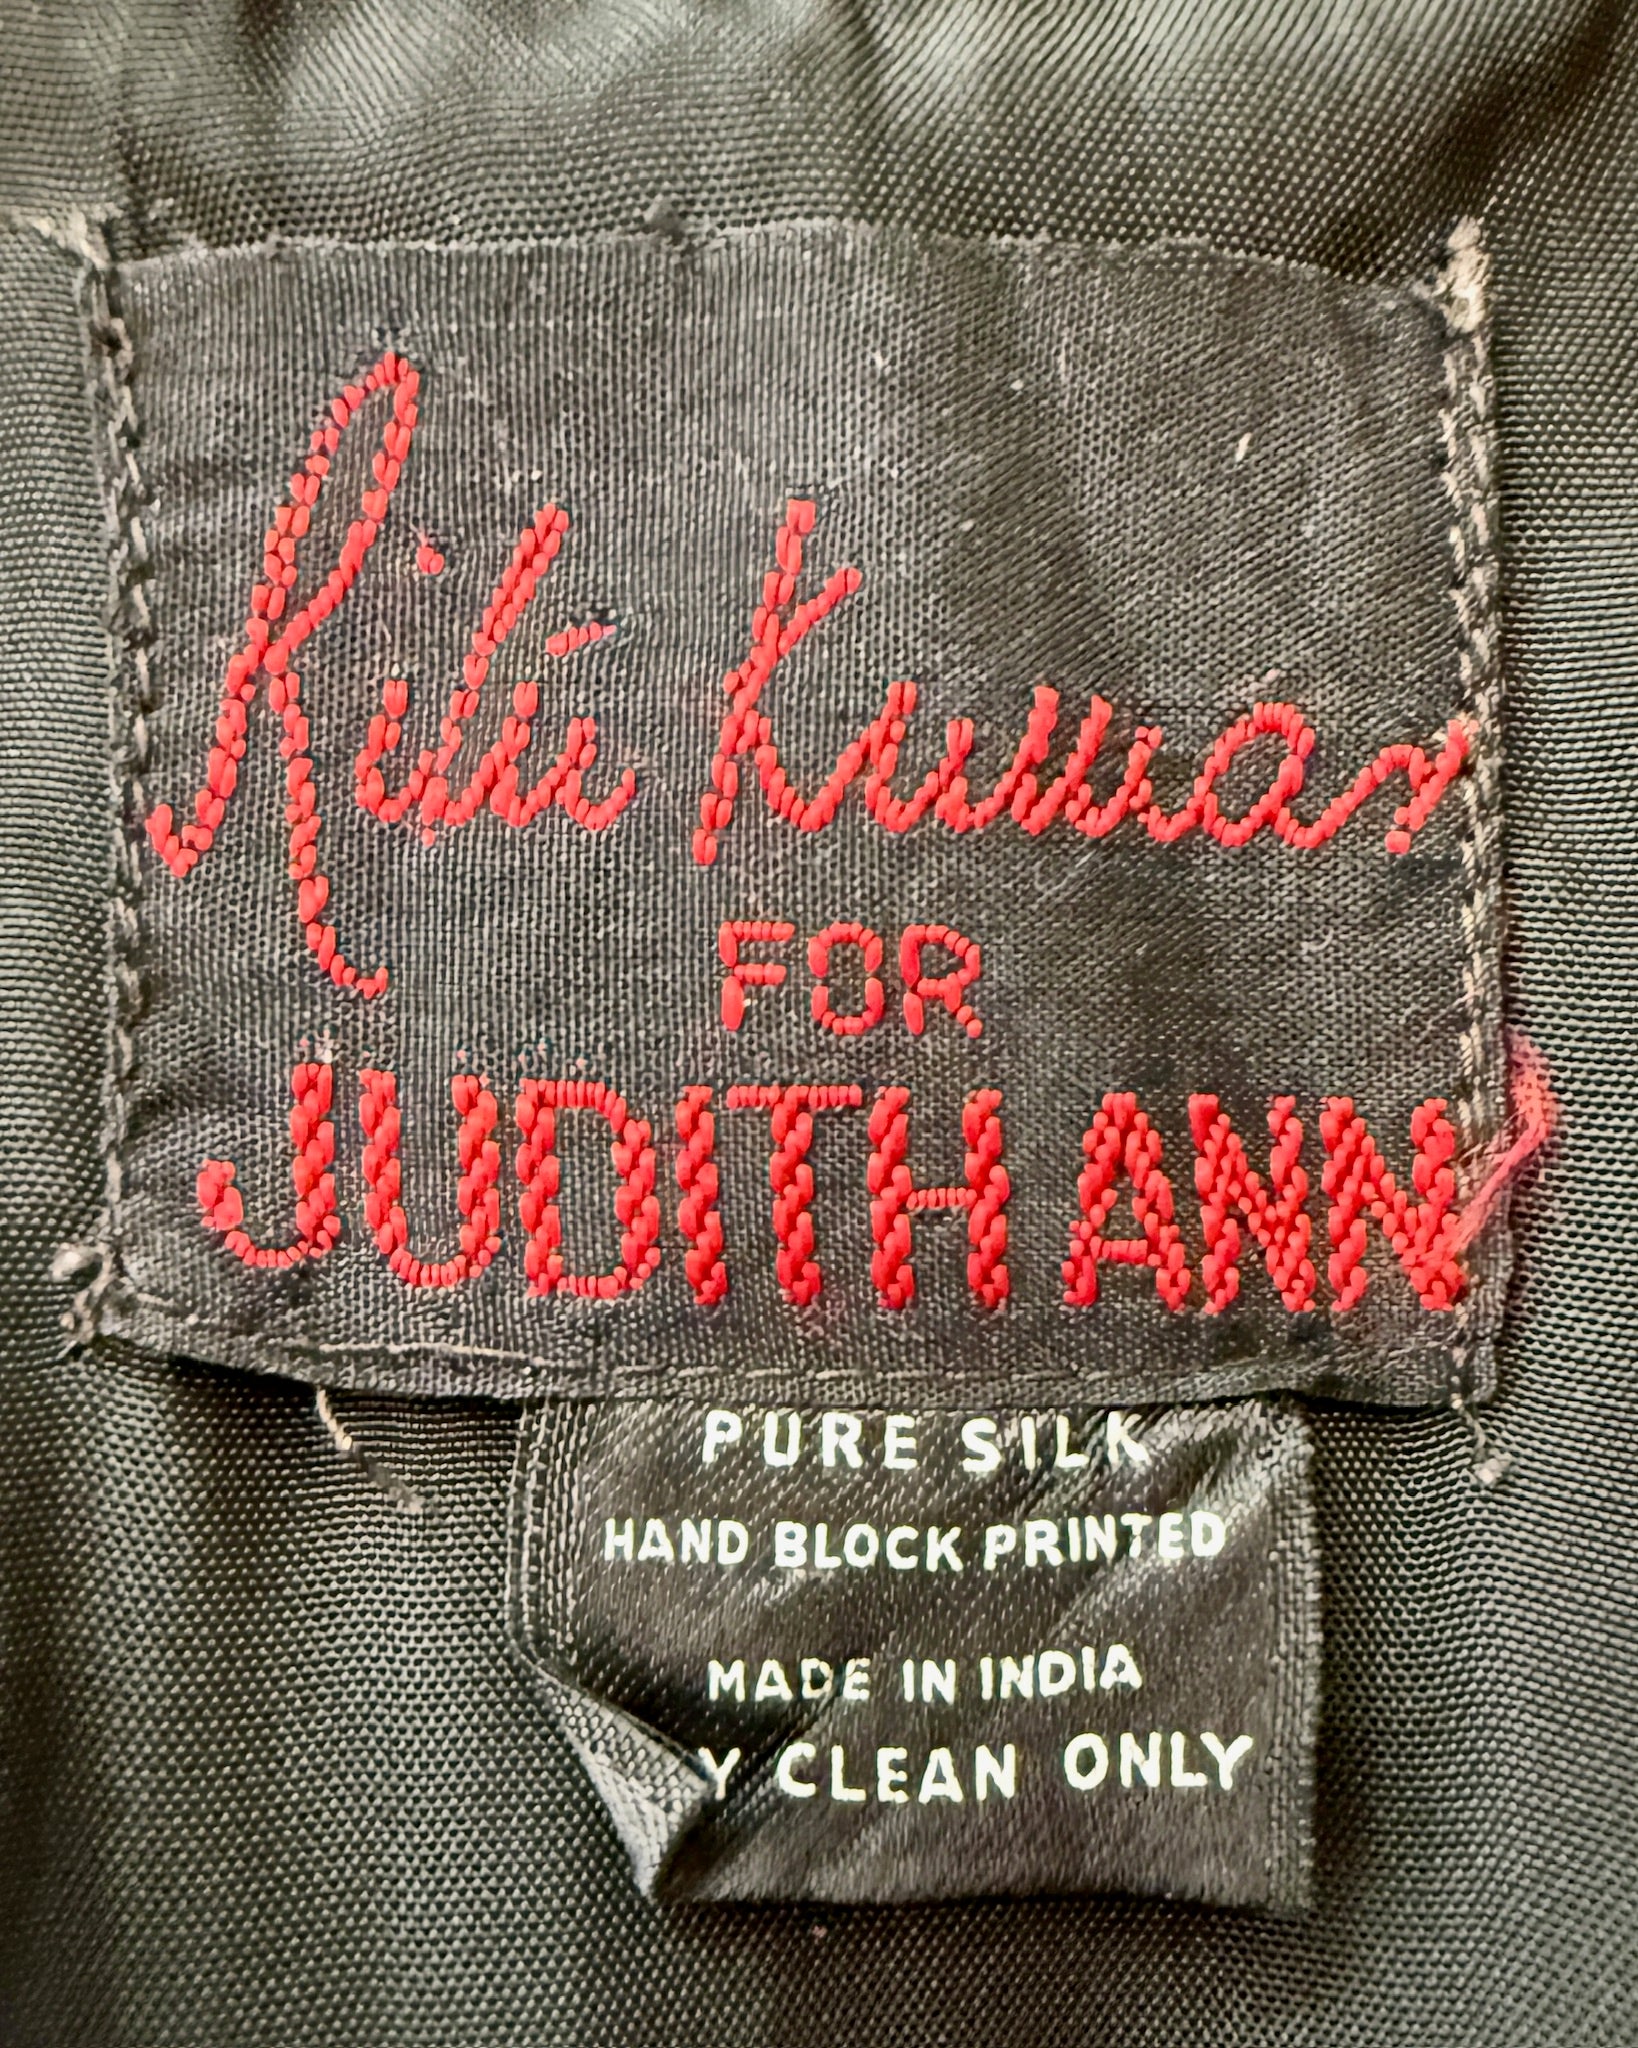 Ritu Kumar
FOR
JUDITH ANN
PURE SILK
HAND BLOCK PRINTED
MADE IN INDIA
Y CLEAN ONLY